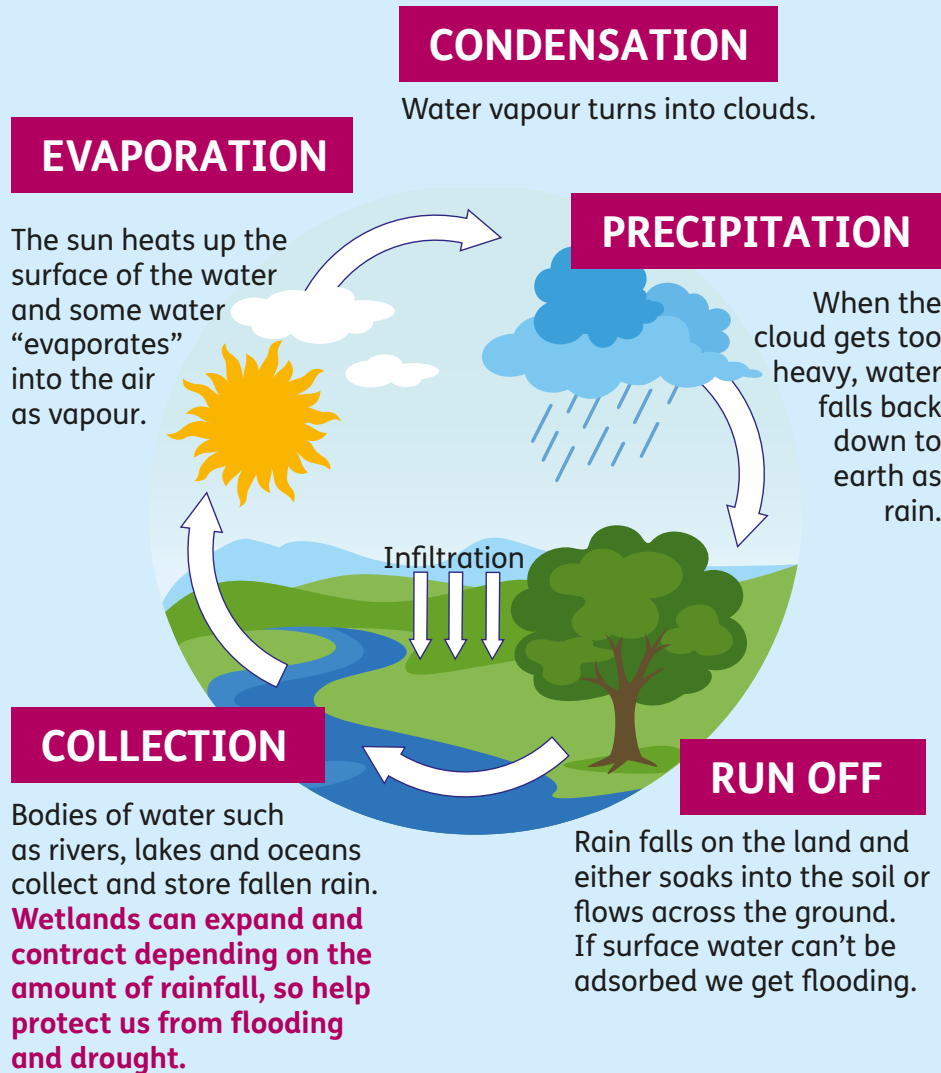 CONDENSATION
Water vapour turns into clouds.
EVAPORATION
The sun heats up the
surface of the water
and some water
“evaporates”
into the air
as vapour.
PRECIPITATION
When the
cloud gets too
heavy, water
falls back
down to
earth as
rain.
Infiltration
COLLECTION
Bodies of water such
as rivers, lakes and oceans
collect and store fallen rain.
Wetlands can expand and
contract depending on the
amount of rainfall, so help
protect us from flooding
and drought.
RUN OFF
Rain falls on the land and
either soaks into the soil or
flows across the ground.
If surface water can’t be
adsorbed we get flooding.